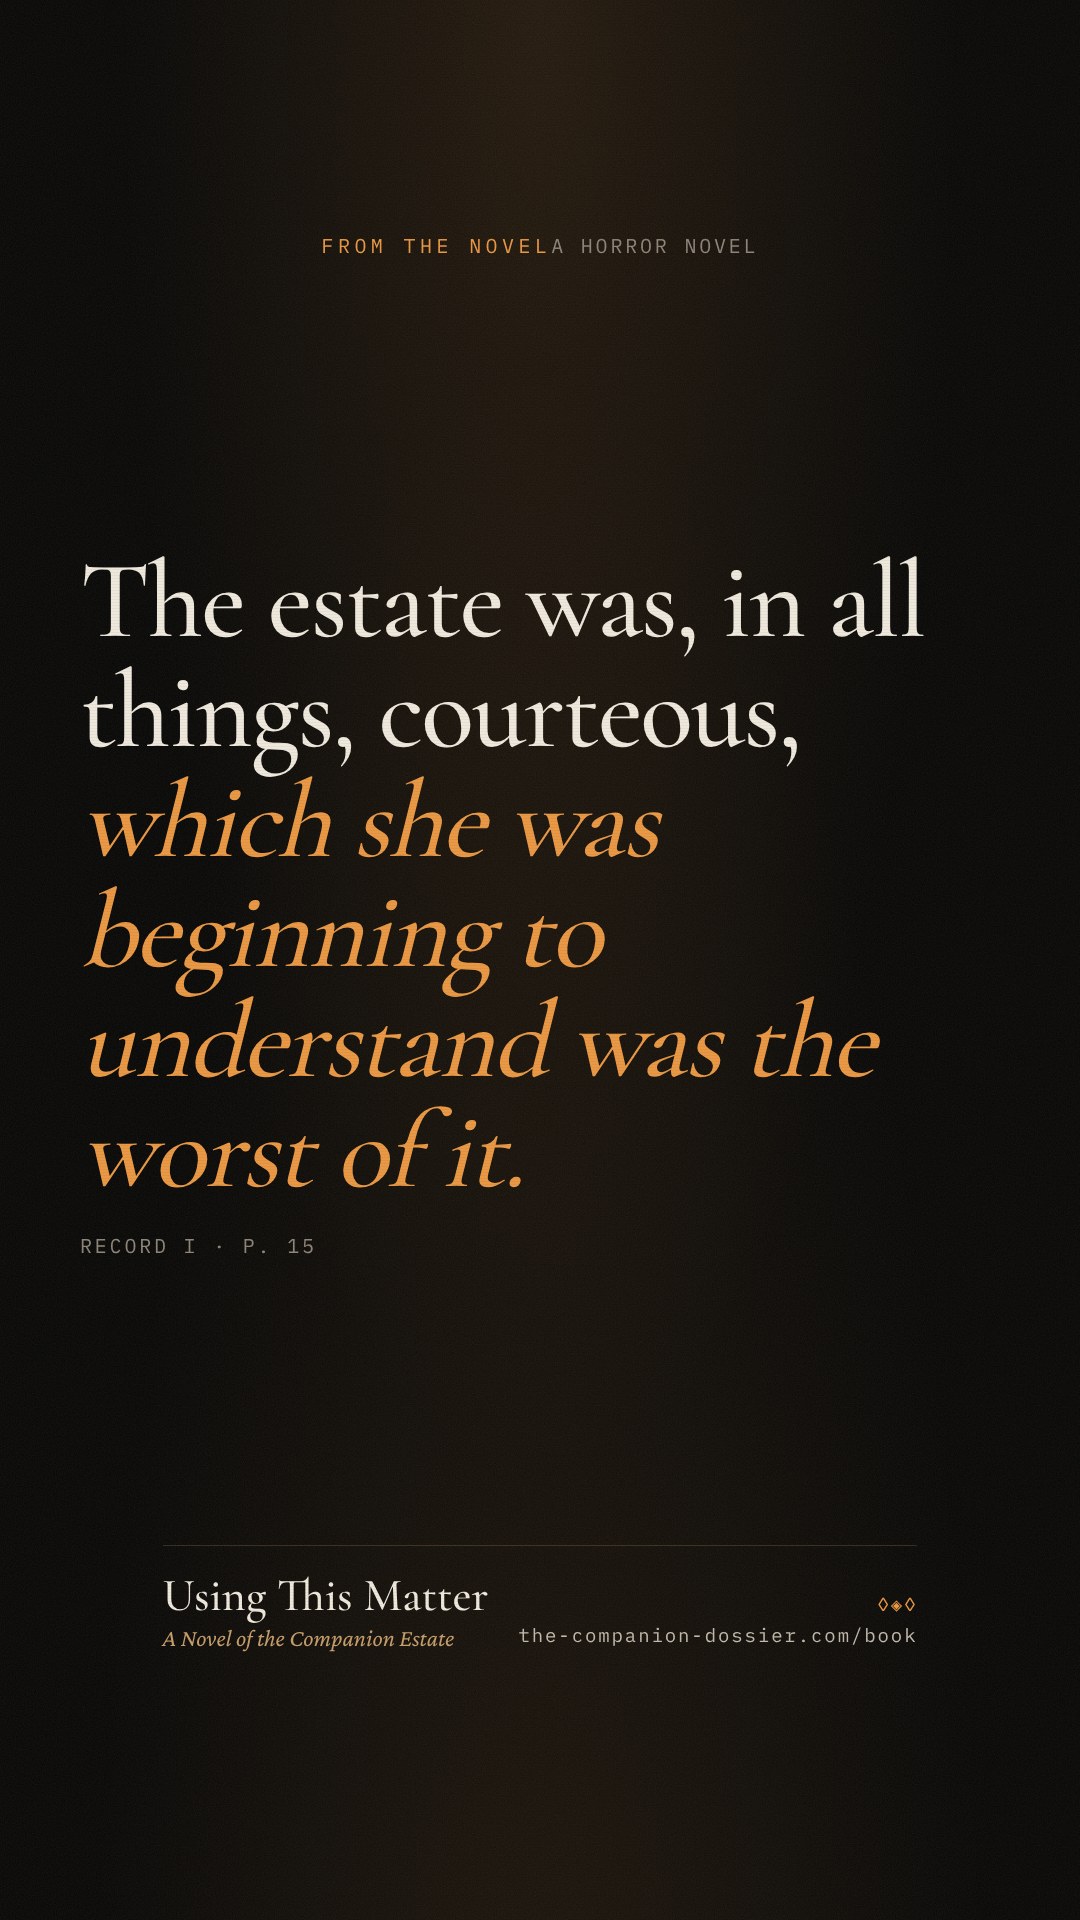 FROM THE NOVELA HORROR NOVEL
The estate was, in all
things, courteous,
which she was
beginning to
understand was the
worst of it.
RECORD I · P. 15
Using This Matter
A Novel of the Companion Estate
◊◈◊
the-companion-dossier.com/book